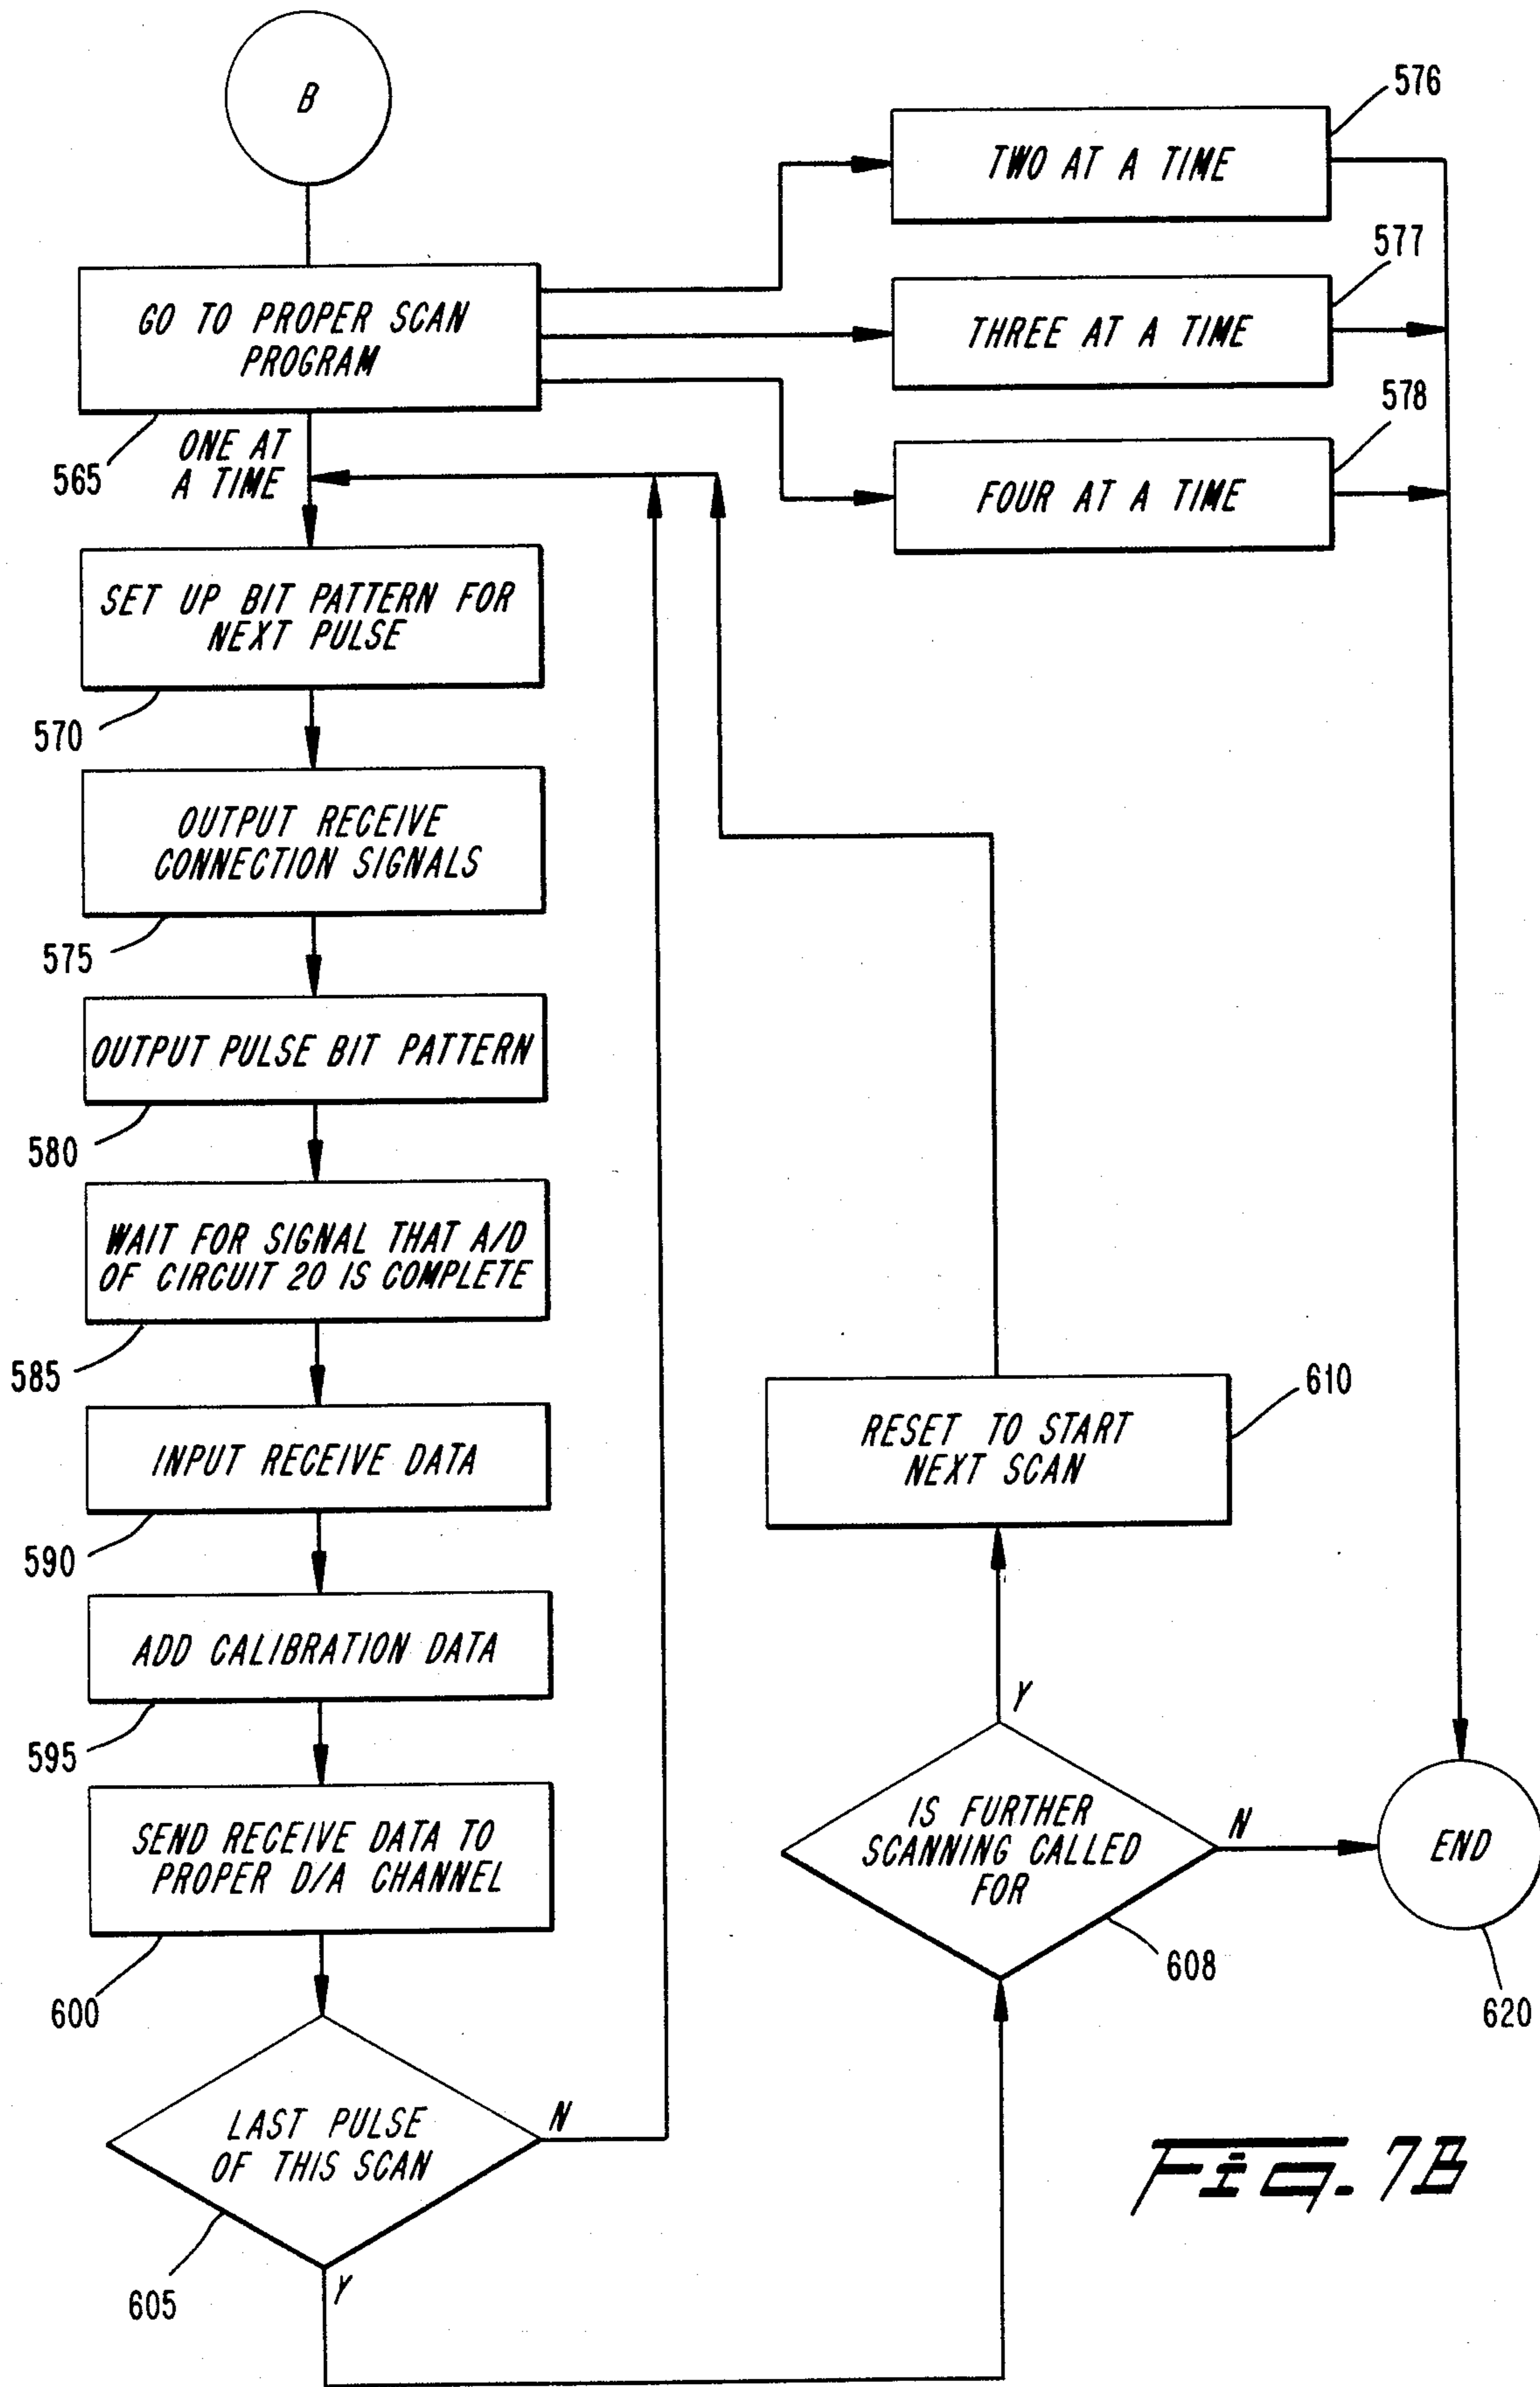 B
GO TO PROPER SCAN
PROGRAM
565
ONE AT
A TIME
576
TWO AT A TIME
577
THREE AT A TIME
578
FOUR AT A TIME
SET UP BIT PATTERN FOR
NEXT PULSE
570
OUTPUT RECEIVE
CONNECTION SIGNALS
575
OUTPUT PULSE BIT PATTERN
580
WAIT FOR SIGNAL THAT A/D
OF CIRCUIT 20 IS COMPLETE
585
INPUT RECEIVE DATA
590
ADD CALIBRATION DATA
595
SEND RECEIVE DATA TO
PROPER D/A CHANNEL
600
LAST PULSE
OF THIS SCAN
N
605
Y
610
RESET TO START
NEXT SCAN
Y
IS FURTHER
SCANNING CALLED
FOR
N
608
END
620
Fig. 7B